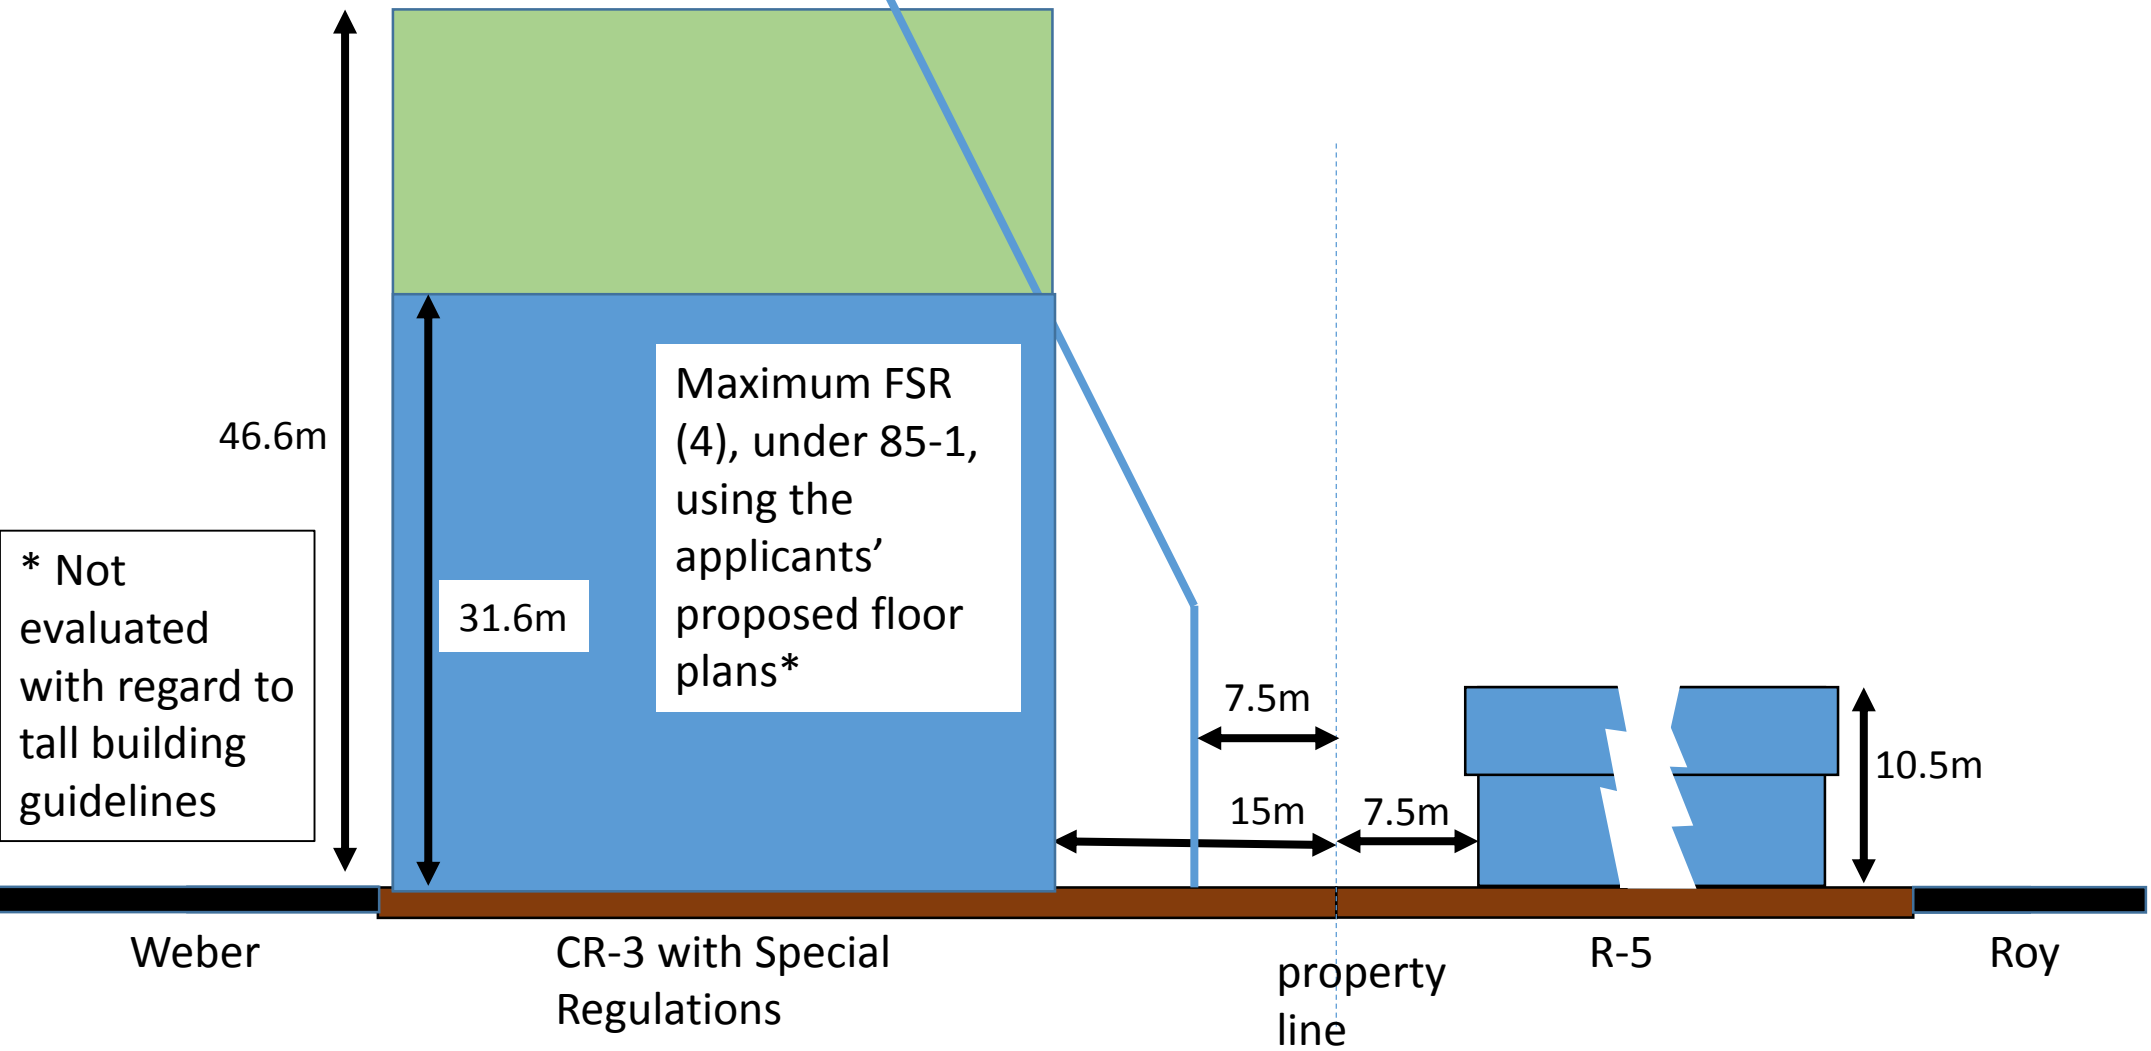 46.6m
* Not
evaluated
with regard to
tall building
guidelines
31.6m
Maximum FSR
(4), under 85-1,
using the
applicants’
proposed floor
plans*
7.5m
15m
7.5m
10.5m
Weber
CR-3 with Special
Regulations
property
line
R-5
Roy